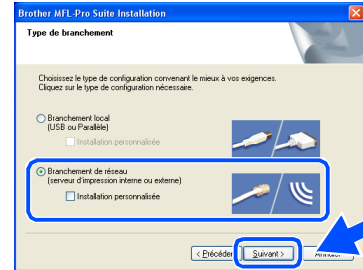 Brother MFL-Pro Suite Installation
Type de branchement
Choisissez le type de configuration convenant le mieux à vos exigences.
Cliquez sur le type de configuration nécessaire.
Branchement local
(USB ou Parallèle)
Installation personnalisée
Branchement de réseau
(serveur d'impression interne ou externe)
Installation personnalisée
< Précéden Suivant > Annuler